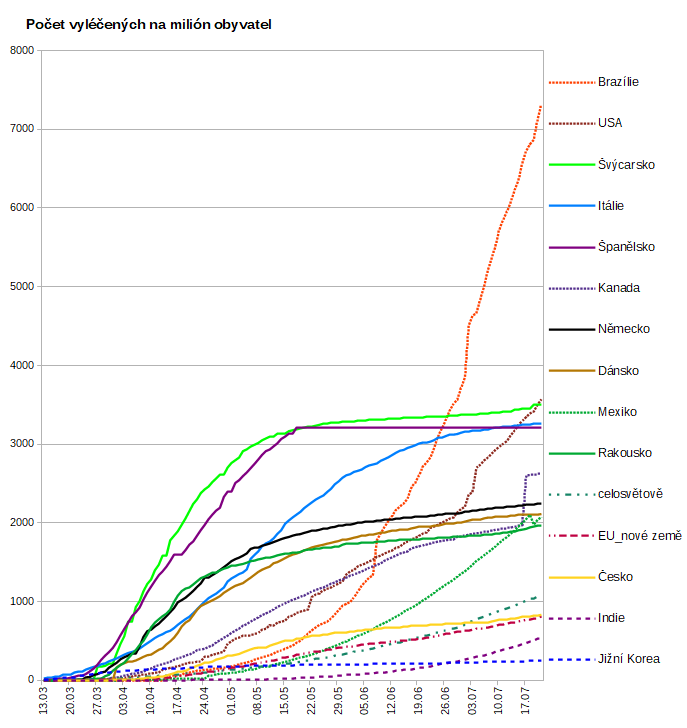 Počet vyléčených na milión obyvatel
8000
7000
6000
5000
4000
3000
2000
1000
0
13.03
20.03
27.03
03.04
10.04
17.04
24.04
01.05
08.05
15.05
22.05
29.05
05.06
12.06
19.06
26.06
03.07
10.07
17.07
Brazílie
USA
Švýcarsko
Itálie
Španělsko
Kanada
Německo
Dánsko
Mexiko
Rakousko
celosvětově
EU_nové země
Česko
Indie
Jižní Korea